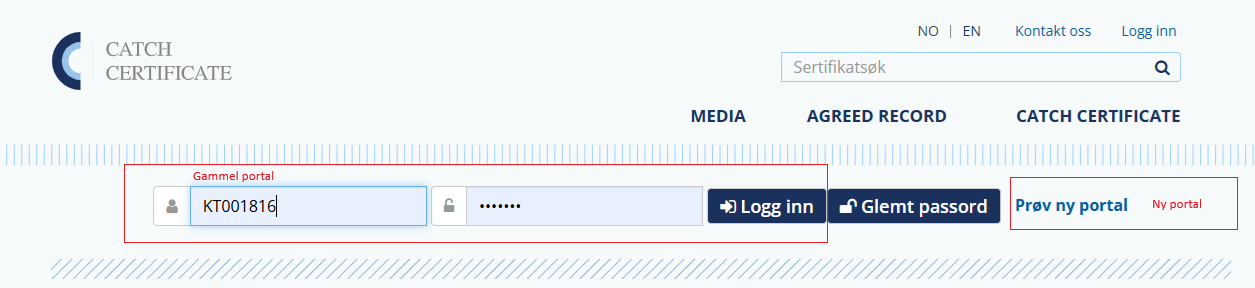 NO | EN Kontakt oss Logg inn
CATCH
CERTIFICATE
Sertifikatsøk
MEDIA AGREED RECORD CATCH CERTIFICATE
Gammel portal
KT001816 ••••••• Logg inn Glemt passord Prøv ny portal Ny portal